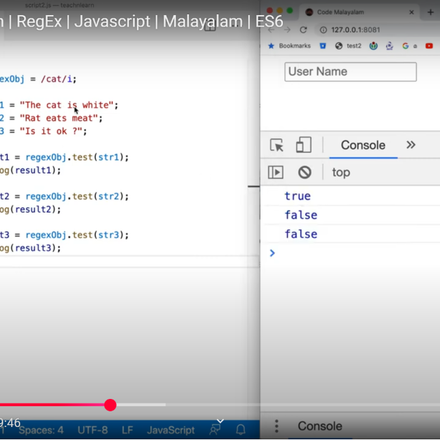 | RegEx | Javascript | Malayalam | ES6
Code Malayalam
127.0.0.1:8081
Bookmarks test2
User Name
exObj = /cat/i;
1 = "The cat is white";
2 = "Rat eats meat";
3 = "Is it ok ?";
t1 = regexObj.test(str1);
og(result1);
t2 = regexObj.test(str2);
og(result2);
t3 = regexObj.test(str3);
og(result3);
Console
top
true
false
false
9:46
Spaces: 4 UTF-8 LF JavaScript
Console